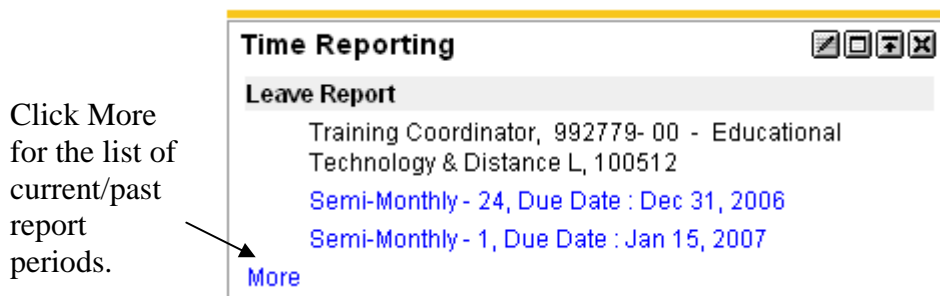 Time Reporting
Leave Report
Training Coordinator, 992779- 00 - Educational
Technology & Distance L, 100512
Semi-Monthly - 24, Due Date : Dec 31, 2006
Semi-Monthly - 1, Due Date : Jan 15, 2007
More
Click More
for the list of
current/past
report
periods.